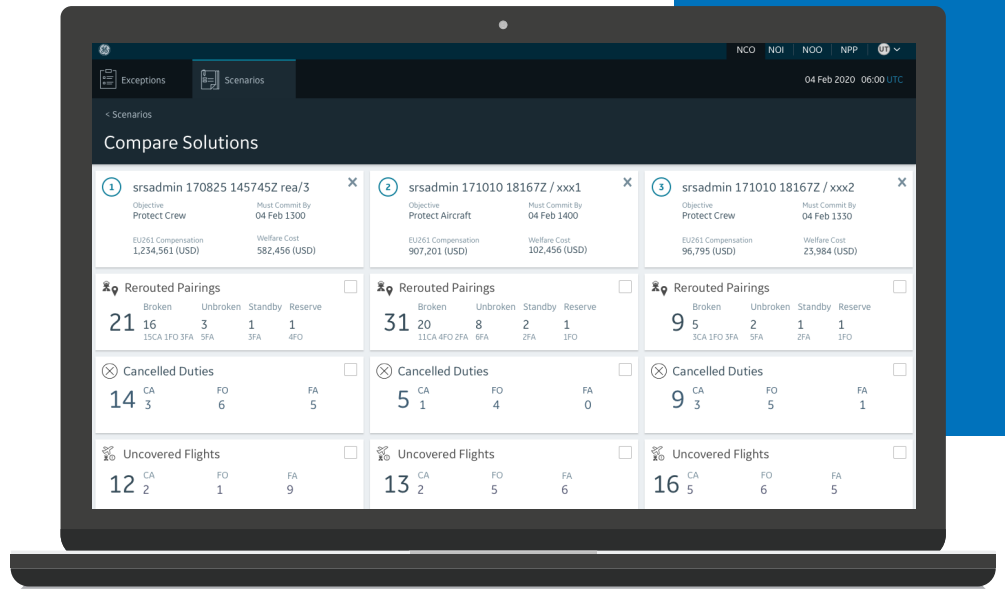 NCO NOI NOO NPP UT
Exceptions Scenarios 04 Feb 2020 06:00 UTC
< Scenarios
Compare Solutions
1 srsadmin 170825 145745Z rea/3 X
Objective Must Commit By
Protect Crew 04 Feb 1300
EU261 Compensation Welfare Cost
1,234,561 (USD) 582,456 (USD)
2 srsadmin 171010 18167Z / xxx1 X
Objective Must Commit By
Protect Aircraft 04 Feb 1400
EU261 Compensation Welfare Cost
907,201 (USD) 102,456 (USD)
3 srsadmin 171010 18167Z / xxx2 X
Objective Must Commit By
Protect Crew 04 Feb 1330
EU261 Compensation Welfare Cost
96,795 (USD) 23,984 (USD)
Rerouted Pairings
Broken Unbroken Standby Reserve
21 16 3 1 1
15CA 1FO 3FA 5FA 3FA 4FO
Rerouted Pairings
Broken Unbroken Standby Reserve
31 20 8 2 1
11CA 4FO 2FA 6FA 2FA 1FO
Rerouted Pairings
Broken Unbroken Standby Reserve
9 5 2 1 1
3CA 1FO 3FA 5FA 2FA 1FO
Cancelled Duties
CA FO FA
14 3 6 5
Cancelled Duties
CA FO FA
5 1 4 0
Cancelled Duties
CA FO FA
9 3 5 1
Uncovered Flights
CA FO FA
12 2 1 9
Uncovered Flights
CA FO FA
13 2 5 6
Uncovered Flights
CA FO FA
16 5 6 5